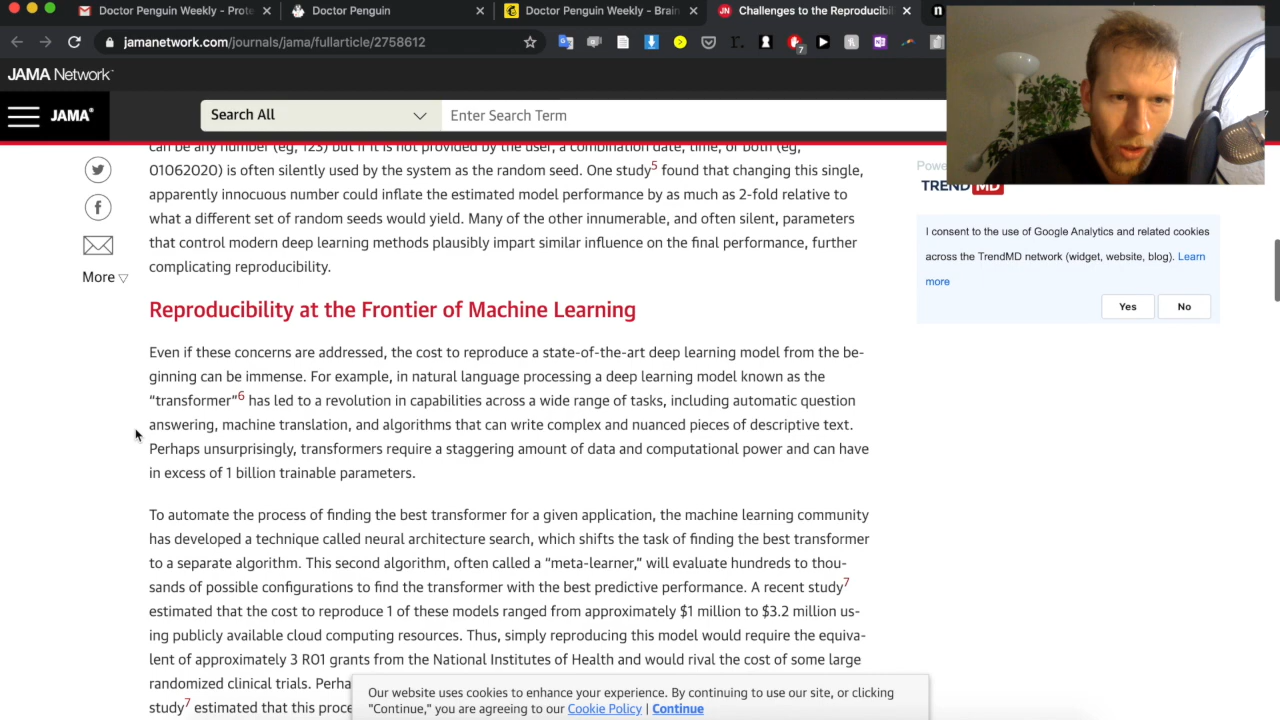 Doctor Penguin Weekly - Prote
Doctor Penguin
Doctor Penguin Weekly - Brain
JN
Challenges to the Reproducibil
n
jamanetwork.com/journals/jama/fullarticle/2758612
7
JAMA Network™
JAMA®
Search All
Enter Search Term
can be any number (eg, 123) but if it is not provided by the user, a combination date, time, or both (eg,
01062020) is often silently used by the system as the random seed. One study5 found that changing this single,
apparently innocuous number could inflate the estimated model performance by as much as 2-fold relative to
what a different set of random seeds would yield. Many of the other innumerable, and often silent, parameters
that control modern deep learning methods plausibly impart similar influence on the final performance, further
complicating reproducibility.
More
Reproducibility at the Frontier of Machine Learning
Even if these concerns are addressed, the cost to reproduce a state-of-the-art deep learning model from the be-
ginning can be immense. For example, in natural language processing a deep learning model known as the
“transformer”6 has led to a revolution in capabilities across a wide range of tasks, including automatic question
answering, machine translation, and algorithms that can write complex and nuanced pieces of descriptive text.
Perhaps unsurprisingly, transformers require a staggering amount of data and computational power and can have
in excess of 1 billion trainable parameters.
To automate the process of finding the best transformer for a given application, the machine learning community
has developed a technique called neural architecture search, which shifts the task of finding the best transformer
to a separate algorithm. This second algorithm, often called a “meta-learner,” will evaluate hundreds to thou-
sands of possible configurations to find the transformer with the best predictive performance. A recent study7
estimated that the cost to reproduce 1 of these models ranged from approximately $1 million to $3.2 million us-
ing publicly available cloud computing resources. Thus, simply reproducing this model would require the equiva-
lent of approximately 3 R01 grants from the National Institutes of Health and would rival the cost of some large
randomized clinical trials. Perha
study7 estimated that this proce
Powe
TREND MD
I consent to the use of Google Analytics and related cookies
across the TrendMD network (widget, website, blog). Learn
more
Yes
No
Our website uses cookies to enhance your experience. By continuing to use our site, or clicking
"Continue," you are agreeing to our Cookie Policy | Continue